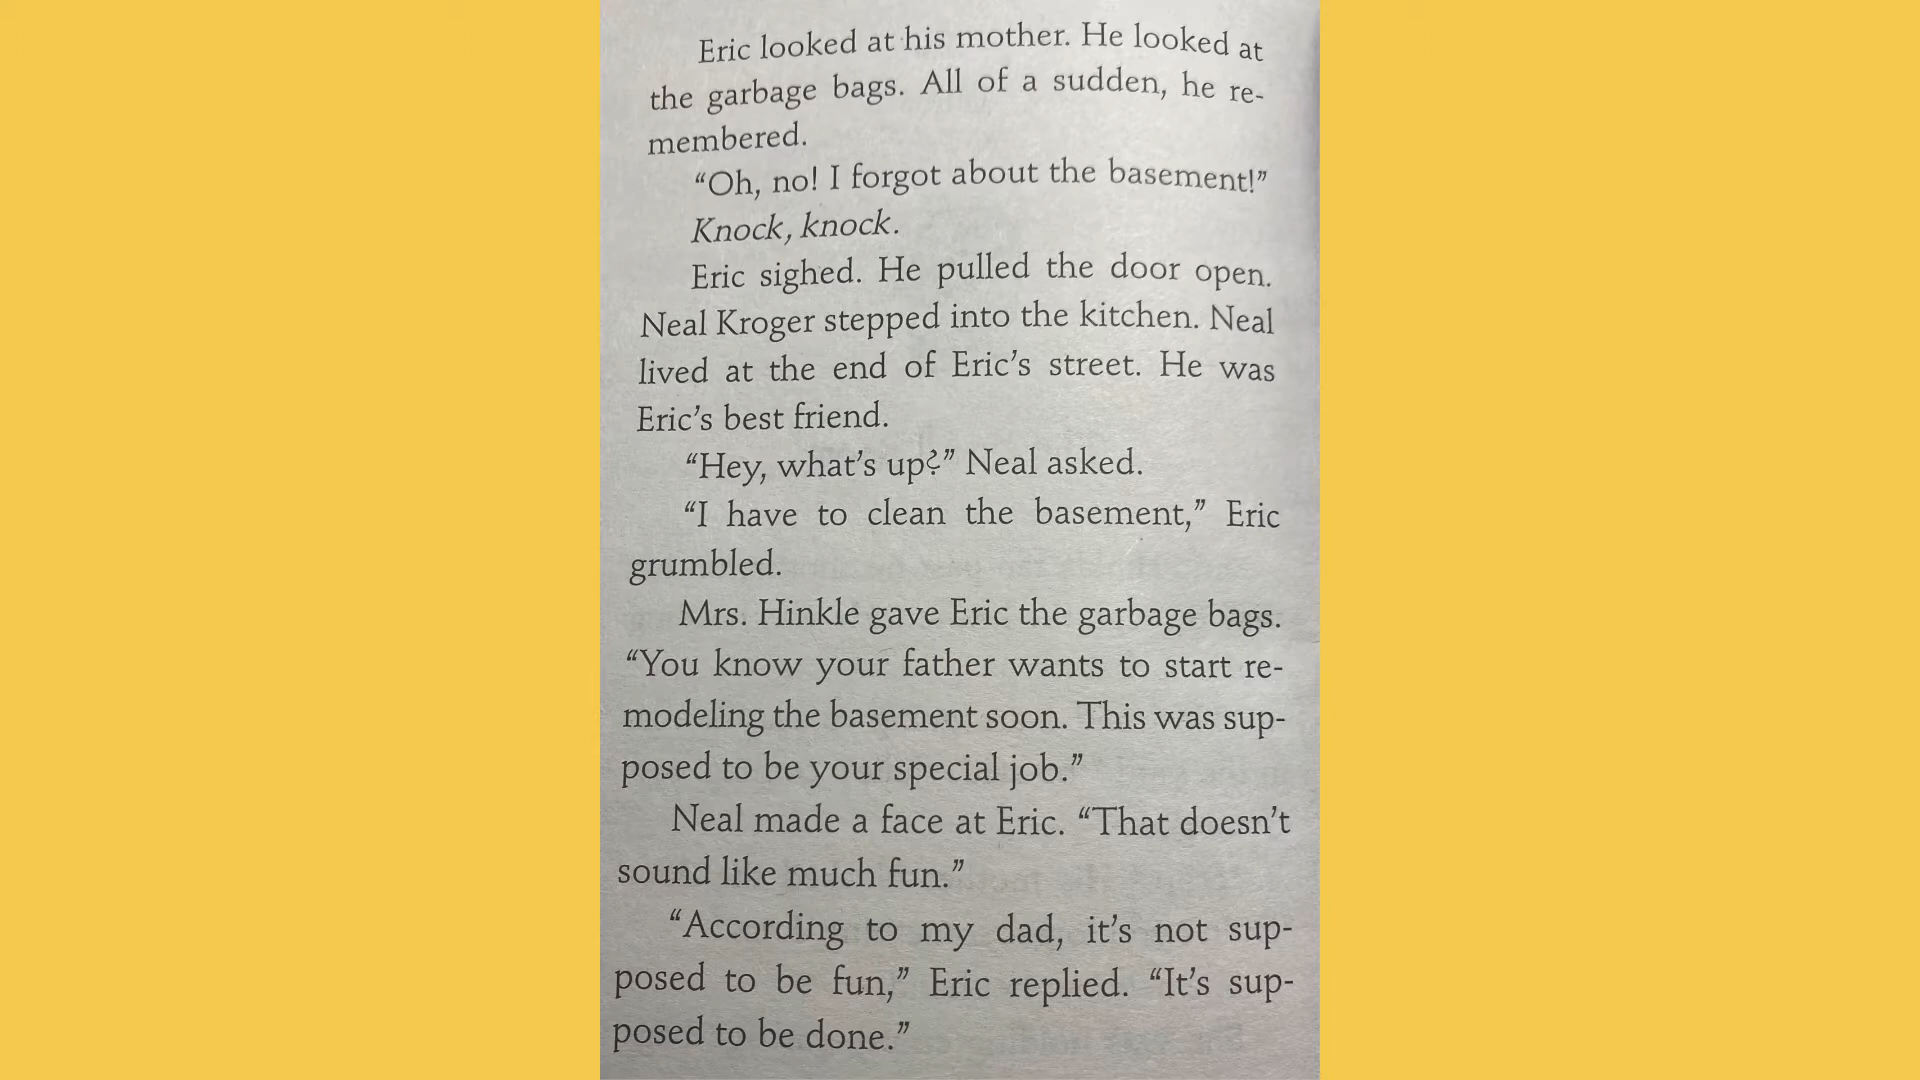 Eric looked at his mother. He looked at
the garbage bags. All of a sudden, he re-
membered.
“Oh, no! I forgot about the basement!”
Knock, knock.
Eric sighed. He pulled the door open.
Neal Kroger stepped into the kitchen. Neal
lived at the end of Eric’s street. He was
Eric’s best friend.
“Hey, what’s up?” Neal asked.
“I have to clean the basement,” Eric
grumbled.
Mrs. Hinkle gave Eric the garbage bags.
“You know your father wants to start re-
modeling the basement soon. This was sup-
posed to be your special job.”
Neal made a face at Eric. “That doesn’t
sound like much fun.”
“According to my dad, it’s not sup-
posed to be fun,” Eric replied. “It’s sup-
posed to be done.”